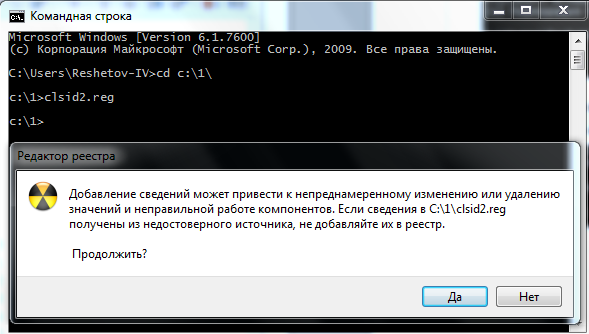 Командная строка
Microsoft Windows [Version 6.1.7600]
(c) Корпорация Майкрософт (Microsoft Corp.), 2009. Все права защищены.
C:\Users\Reshetov-IV>cd c:\1\
c:\1>clsid2.reg
c:\1>
Редактор реестра
Добавление сведений может привести к непреднамеренному изменению или удалению
значений и неправильной работе компонентов. Если сведения в C:\1\clsid2.reg
получены из недостоверного источника, не добавляйте их в реестр.
Продолжить?
Да
Нет